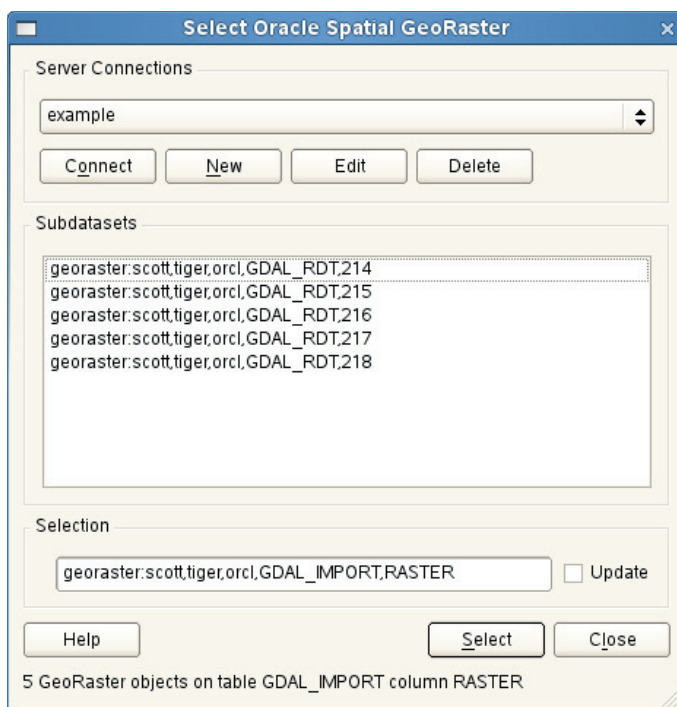 Select Oracle Spatial GeoRaster
Server Connections
example
Connect New Edit Delete
Subdatasets
georaster:scott,tiger,orcl,GDAL_RDT,214
georaster:scott,tiger,orcl,GDAL_RDT,215
georaster:scott,tiger,orcl,GDAL_RDT,216
georaster:scott,tiger,orcl,GDAL_RDT,217
georaster:scott,tiger,orcl,GDAL_RDT,218
Selection
georaster:scott,tiger,orcl,GDAL_IMPORT,RASTER Update
Help Select Close
5 GeoRaster objects on table GDAL_IMPORT column RASTER